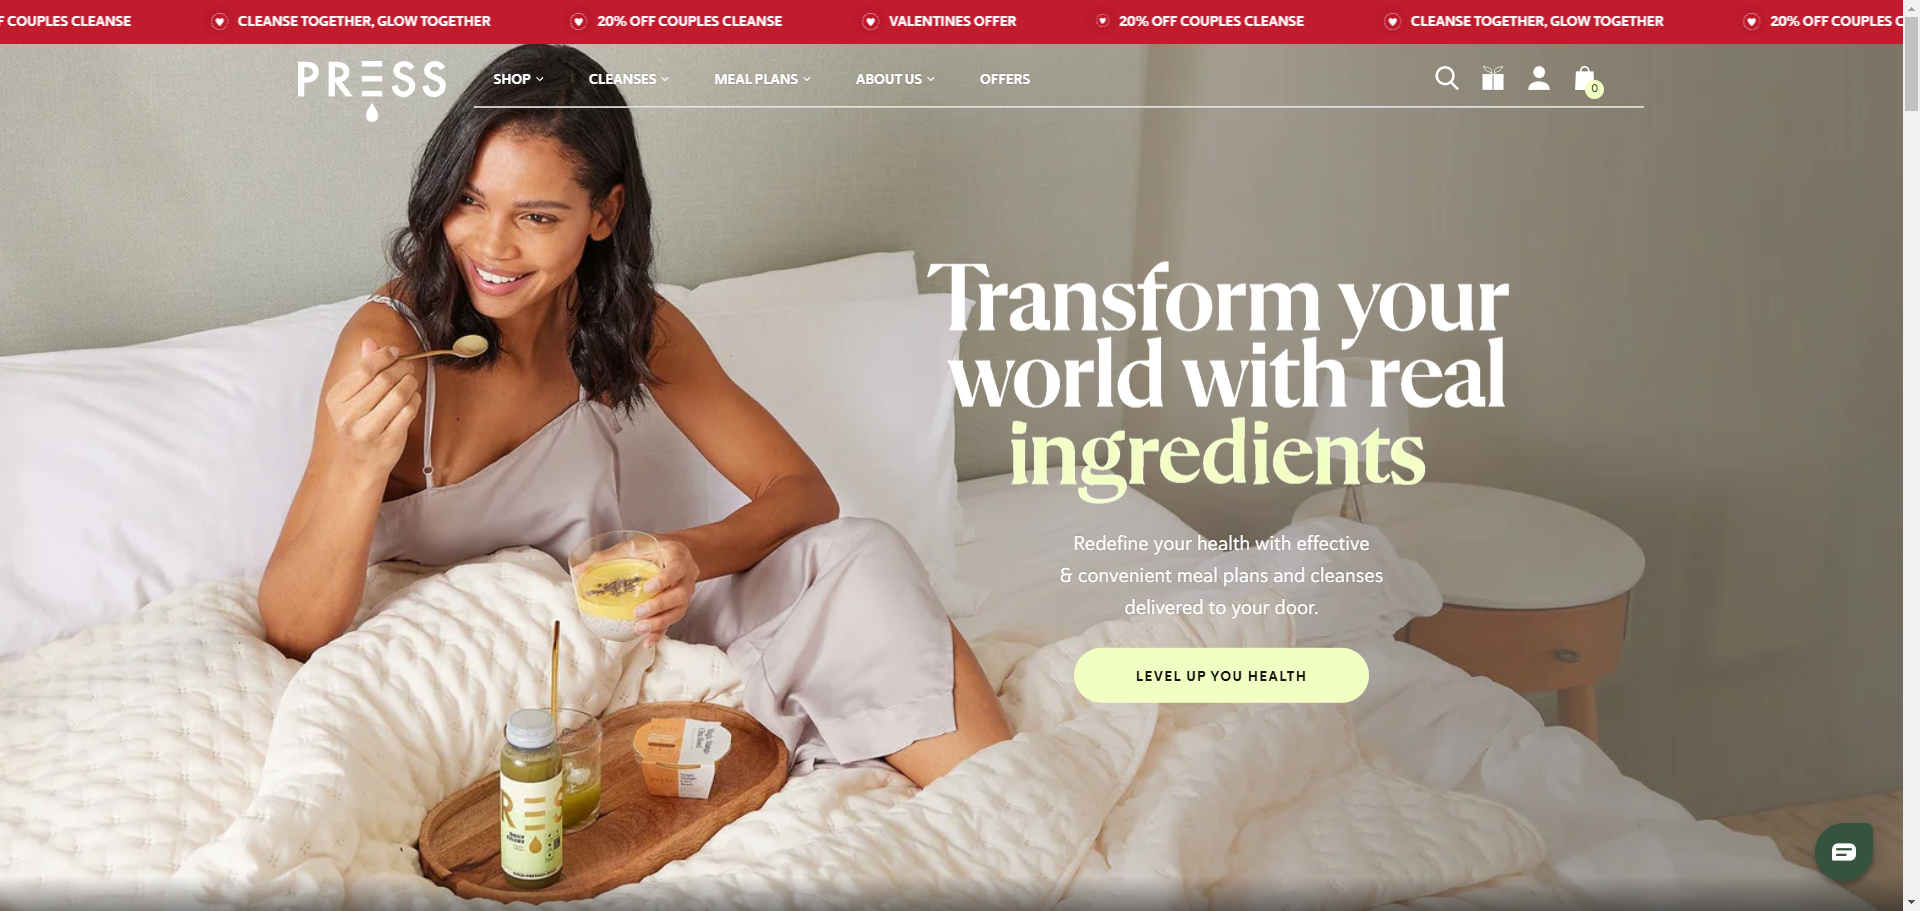 COUPLES CLEANSE
CLEANSE TOGETHER, GLOW TOGETHER
20% OFF COUPLES CLEANSE
VALENTINES OFFER
20% OFF COUPLES CLEANSE
CLEANSE TOGETHER, GLOW TOGETHER
20% OFF COUPLES
PRESS
SHOP
CLEANSES
MEAL PLANS
ABOUT US
OFFERS
0
Transform your
world with real
ingredients
Redefine your health with effective
& convenient meal plans and cleanses
delivered to your door.
LEVEL UP YOU HEALTH
RES
DAILY